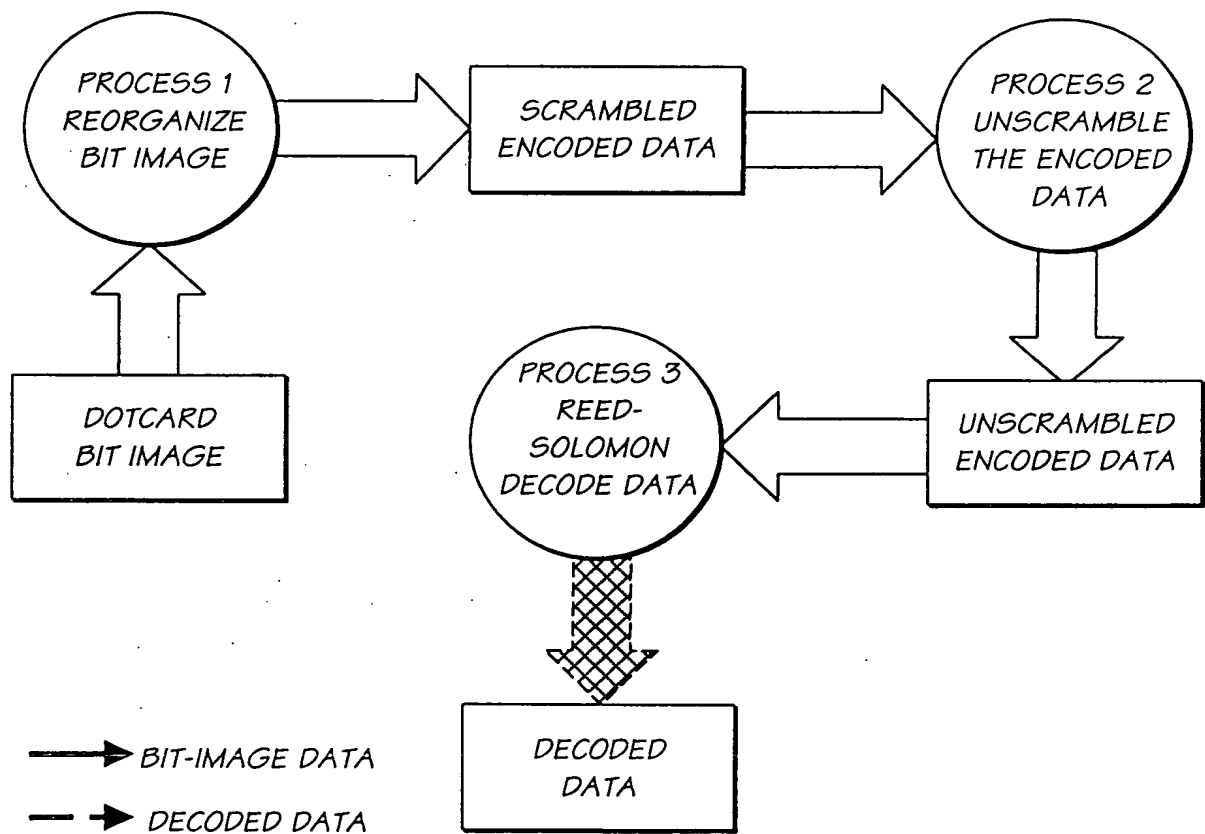 PROCESS 1
REORGANIZE
BIT IMAGE
SCRAMBLED
ENCODED DATA
PROCESS 2
UNSCRAMBLE
THE ENCODED
DATA
DOTCARD
BIT IMAGE
PROCESS 3
REED-
SOLOMON
DECODE DATA
UNSCRAMBLED
ENCODED DATA
DECODED
DATA
BIT-IMAGE DATA
DECODED DATA